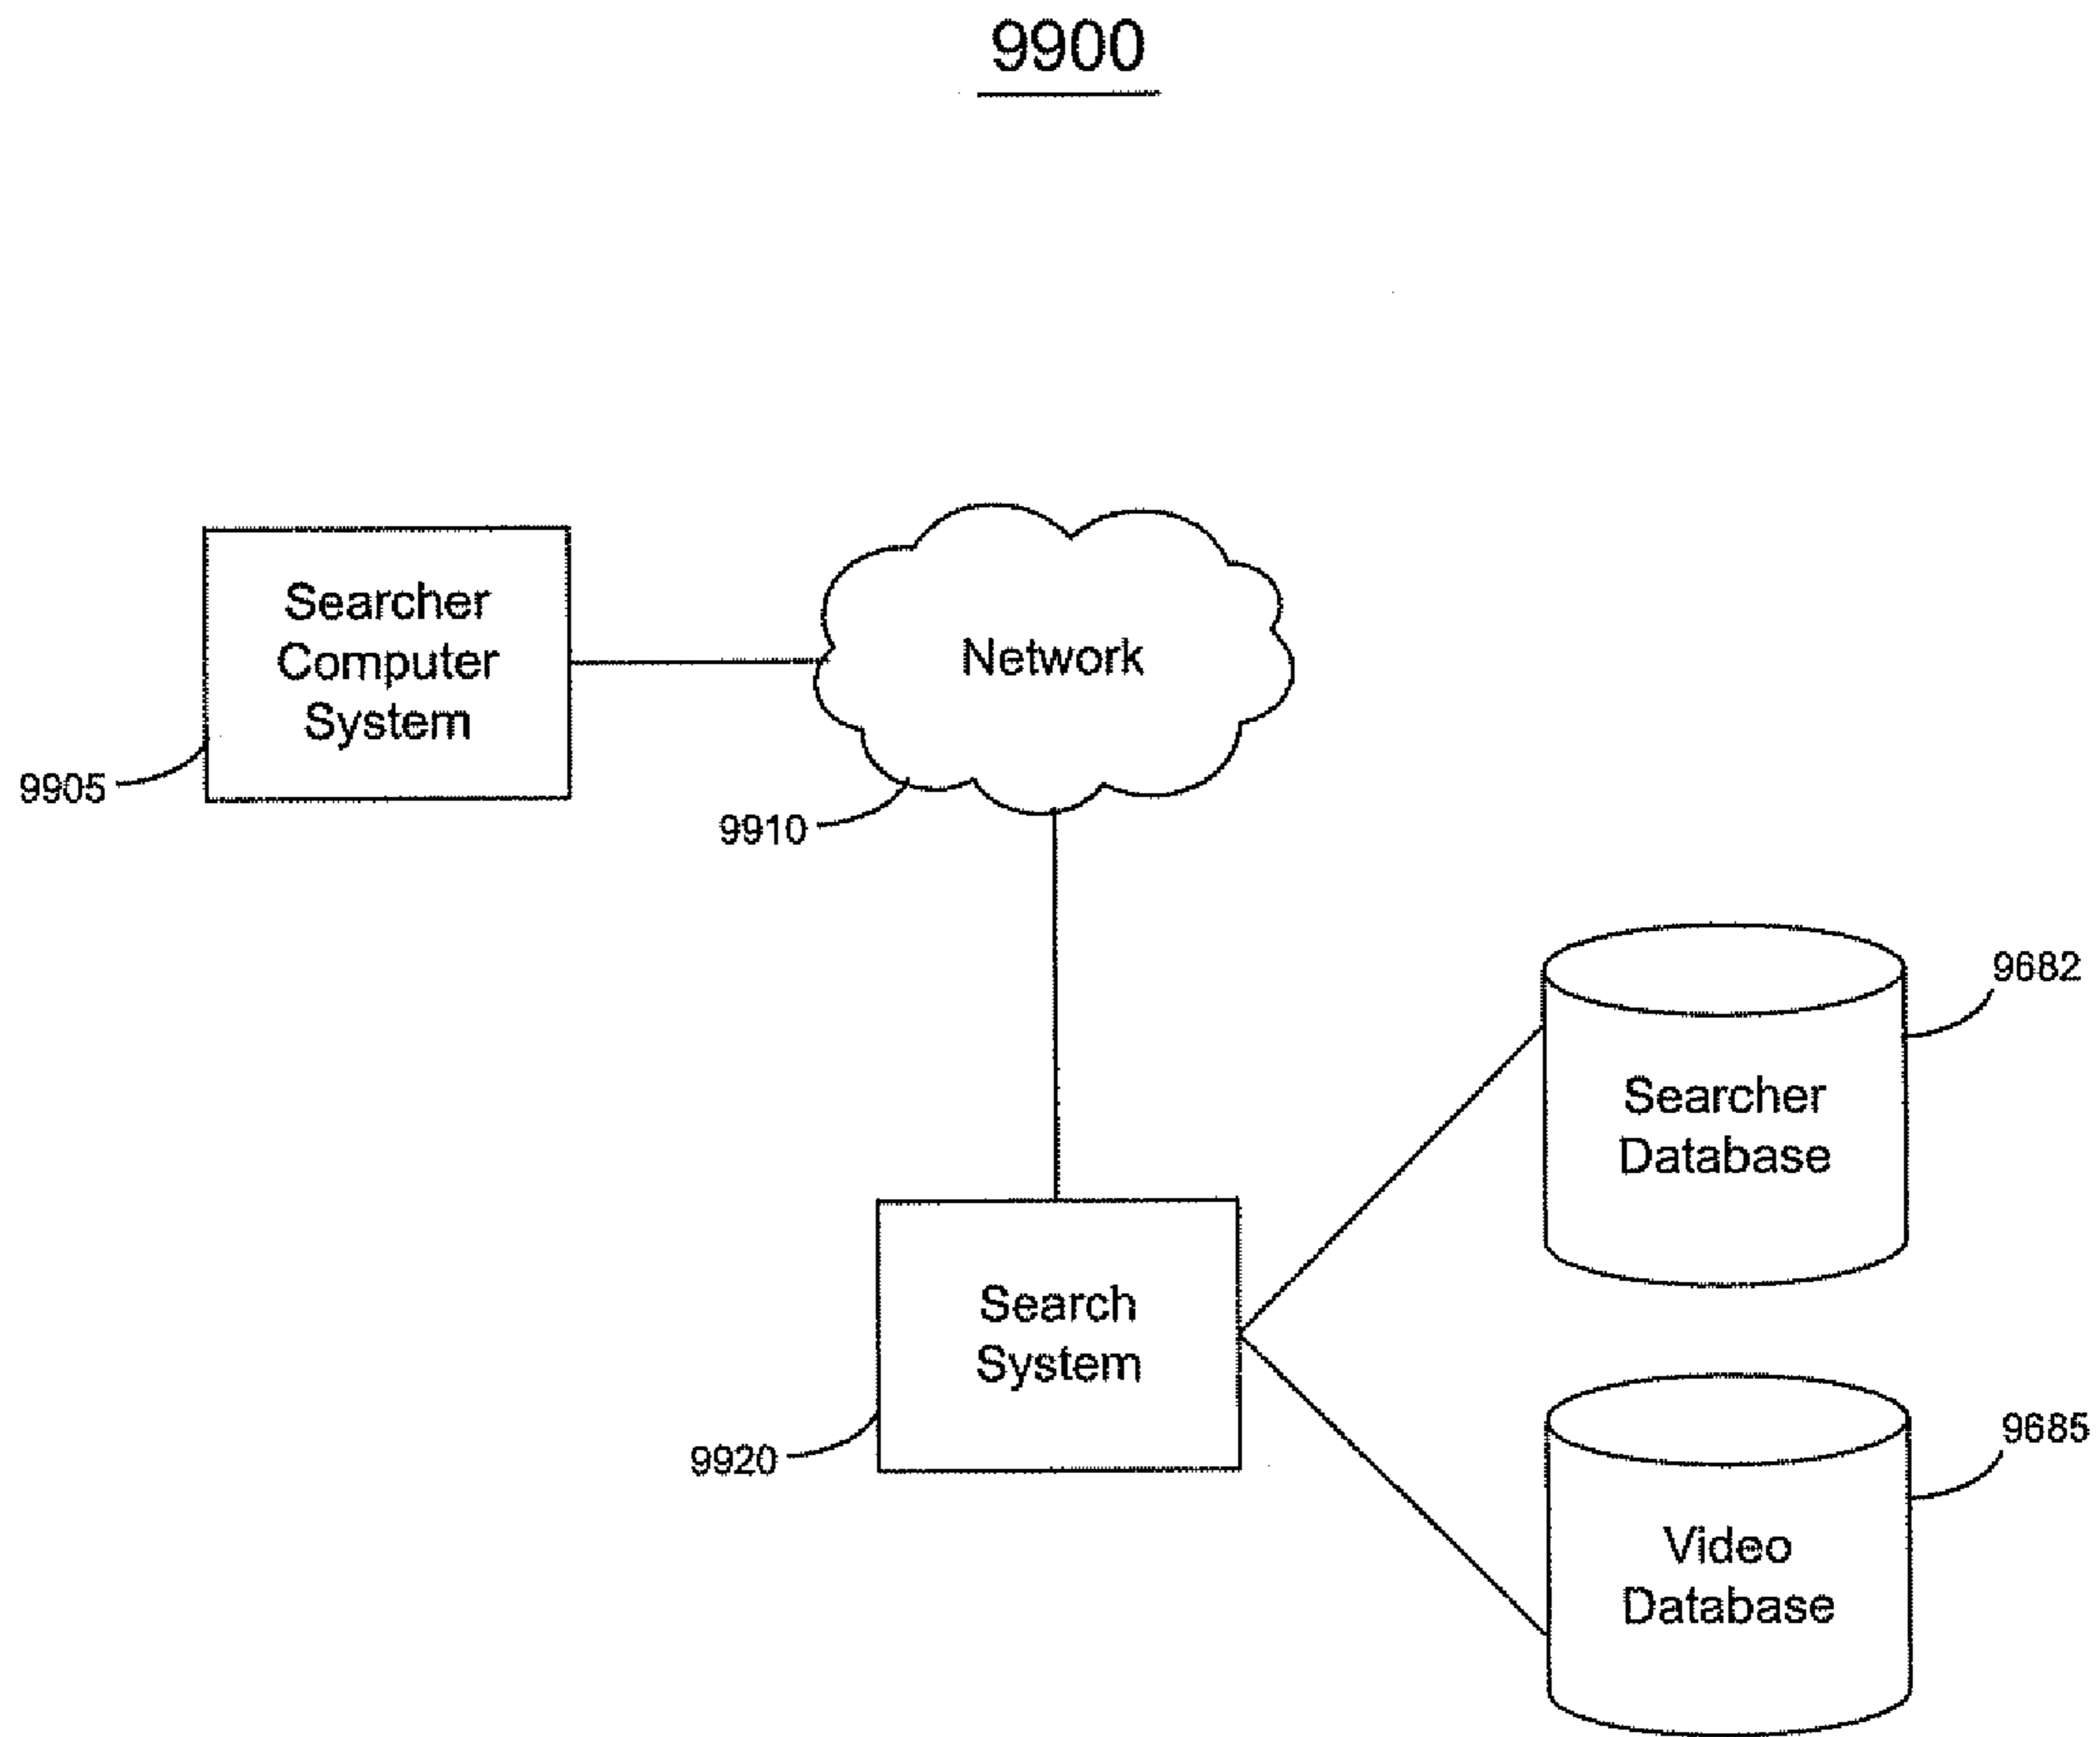 9900
Searcher
Computer
System
9905
Network
9910
9682
Searcher
Database
Search
System
9920
9685
Video
Database